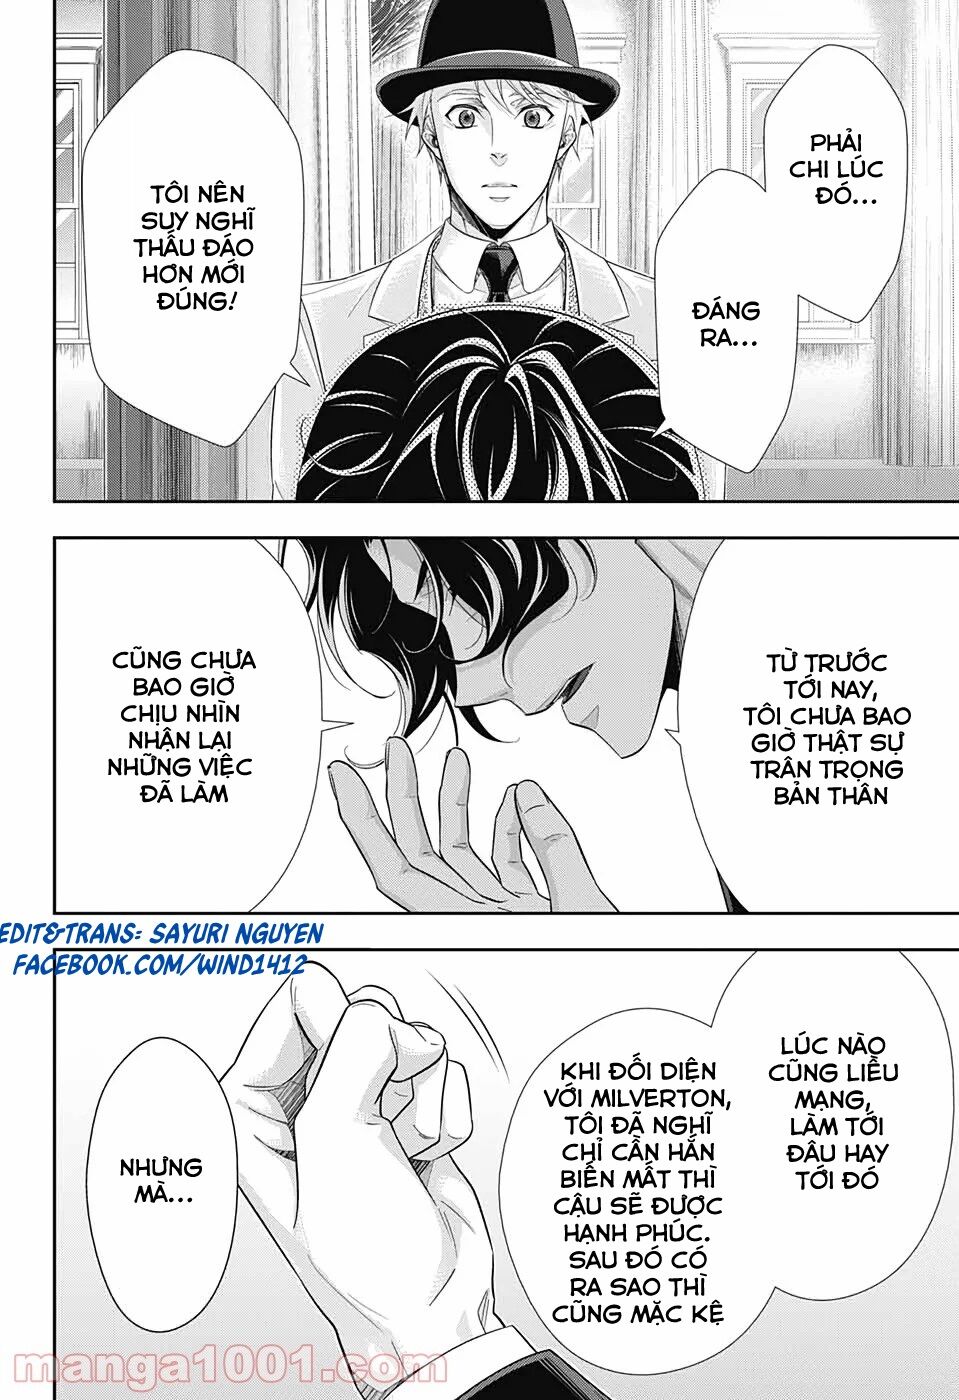 PHẢI
CHI LÚC
ĐÓ...
ĐÁNG
RA...
TÔI NÊN
SUY NGHĨ
THẤU ĐÁO
HƠN MỚI
ĐÚNG!
TỪ TRƯỚC
TỚI NAY,
TÔI CHƯA BAO
GIỜ THẬT SỰ
TRÂN TRỌNG
BẢN THÂN
CŨNG CHƯA
BAO GIỜ
CHỊU NHÌN
NHẬN LẠI
NHỮNG VIỆC
ĐÃ LÀM
EDIT&TRANS: SAYURI NGUYEN
FACEBOOK.COM/WIND1412
LÚC NÀO
CŨNG LIỀU
MẠNG,
LÀM TỚI
ĐÂU HAY
TỚI ĐÓ
KHI ĐỐI DIỆN
VỚI MILVERTON,
TÔI ĐÃ NGHĨ
CHỈ CẦN HẮN
BIẾN MẤT THÌ
CẬU SẼ ĐƯỢC
HẠNH PHÚC.
SAU ĐÓ CÓ
RA SAO THÌ
CŨNG MẶC KỆ
NHƯNG
MÀ...
manga1001.com